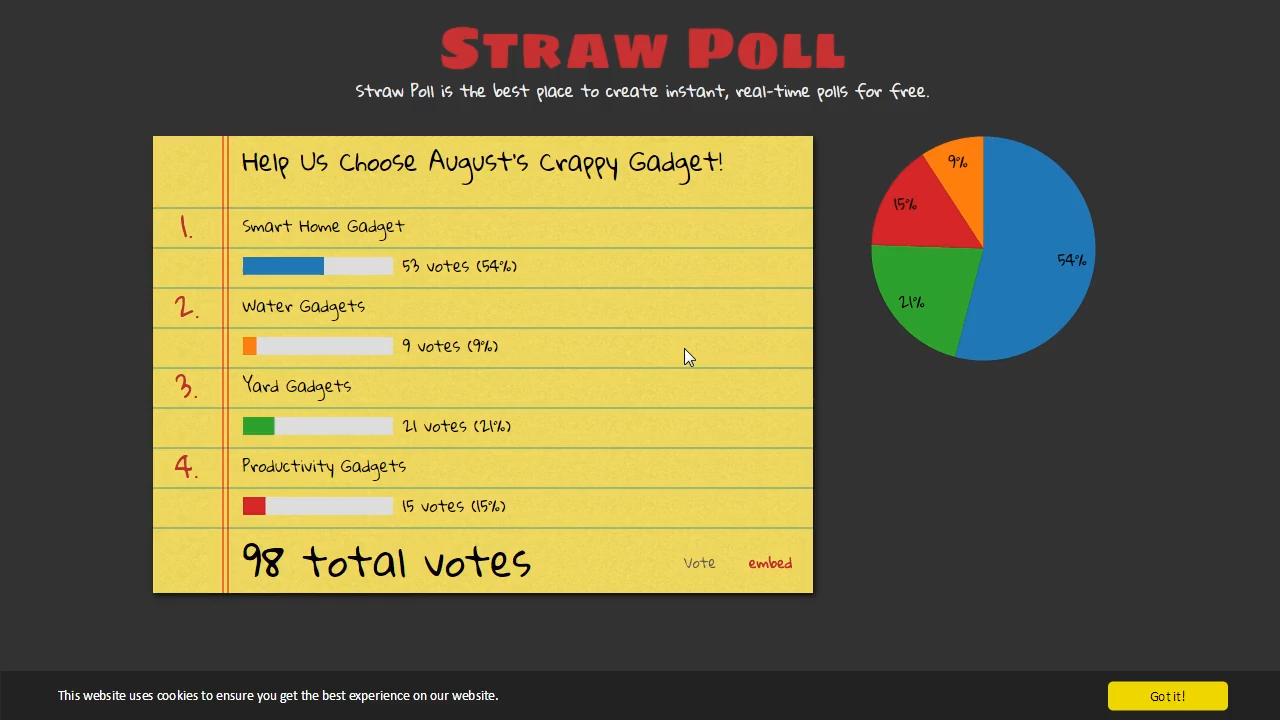 STRAW POLL
Straw Poll is the best place to create instant, real-time polls for free.
Help Us Choose August's Crappy Gadget!
1. Smart Home Gadget
53 votes (54%)
2. Water Gadgets
9 votes (9%)
3. Yard Gadgets
21 votes (21%)
4. Productivity Gadgets
15 votes (15%)
98 total votes
Vote embed
9%
15%
54%
21%
This website uses cookies to ensure you get the best experience on our website.
Got it!